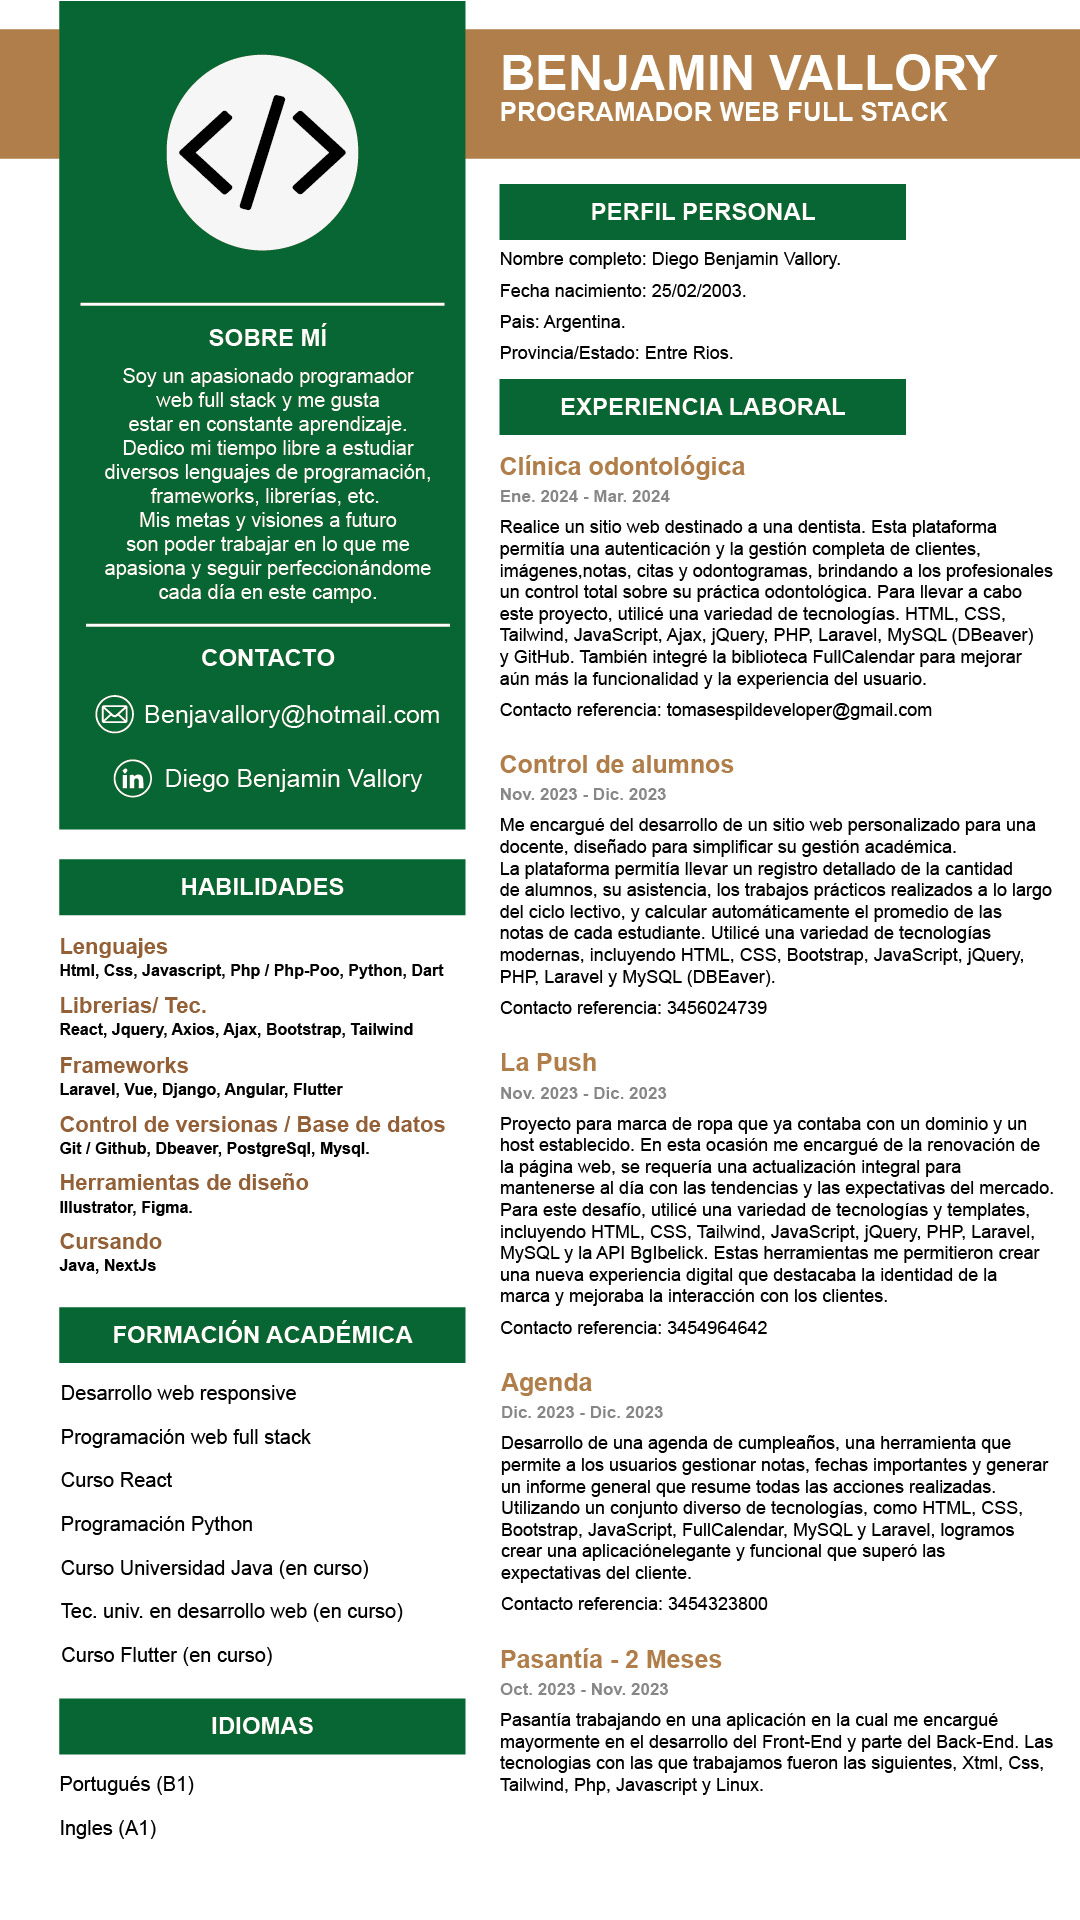 BENJAMIN VALLORY
PROGRAMADOR WEB FULL STACK
</>
SOBRE MÍ
Soy un apasionado programador
web full stack y me gusta
estar en constante aprendizaje.
Dedico mi tiempo libre a estudiar
diversos lenguajes de programación,
frameworks, librerías, etc.
Mis metas y visiones a futuro
son poder trabajar en lo que me
apasiona y seguir perfeccionándome
cada día en este campo.
CONTACTO
Benjavallory@hotmail.com
in Diego Benjamin Vallory
HABILIDADES
Lenguajes
Html, Css, Javascript, Php / Php-Poo, Python, Dart
Librerias/ Tec.
React, Jquery, Axios, Ajax, Bootstrap, Tailwind
Frameworks
Laravel, Vue, Django, Angular, Flutter
Control de versionas / Base de datos
Git / Github, Dbeaver, PostgreSql, Mysql.
Herramientas de diseño
Illustrator, Figma.
Cursando
Java, NextJs
FORMACIÓN ACADÉMICA
Desarrollo web responsive
Programación web full stack
Curso React
Programación Python
Curso Universidad Java (en curso)
Tec. univ. en desarrollo web (en curso)
Curso Flutter (en curso)
IDIOMAS
Portugués (B1)
Ingles (A1)
PERFIL PERSONAL
Nombre completo: Diego Benjamin Vallory.
Fecha nacimiento: 25/02/2003.
Pais: Argentina.
Provincia/Estado: Entre Rios.
EXPERIENCIA LABORAL
Clínica odontológica
Ene. 2024 - Mar. 2024
Realice un sitio web destinado a una dentista. Esta plataforma
permitía una autenticación y la gestión completa de clientes,
imágenes,notas, citas y odontogramas, brindando a los profesionales
un control total sobre su práctica odontológica. Para llevar a cabo
este proyecto, utilicé una variedad de tecnologías. HTML, CSS,
Tailwind, JavaScript, Ajax, jQuery, PHP, Laravel, MySQL (DBeaver)
y GitHub. También integré la biblioteca FullCalendar para mejorar
aún más la funcionalidad y la experiencia del usuario.
Contacto referencia: tomasespildeveloper@gmail.com
Control de alumnos
Nov. 2023 - Dic. 2023
Me encargué del desarrollo de un sitio web personalizado para una
docente, diseñado para simplificar su gestión académica.
La plataforma permitía llevar un registro detallado de la cantidad
de alumnos, su asistencia, los trabajos prácticos realizados a lo largo
del ciclo lectivo, y calcular automáticamente el promedio de las
notas de cada estudiante. Utilicé una variedad de tecnologías
modernas, incluyendo HTML, CSS, Bootstrap, JavaScript, jQuery,
PHP, Laravel y MySQL (DBEaver).
Contacto referencia: 3456024739
La Push
Nov. 2023 - Dic. 2023
Proyecto para marca de ropa que ya contaba con un dominio y un
host establecido. En esta ocasión me encargué de la renovación de
la página web, se requería una actualización integral para
mantenerse al día con las tendencias y las expectativas del mercado.
Para este desafío, utilicé una variedad de tecnologías y templates,
incluyendo HTML, CSS, Tailwind, JavaScript, jQuery, PHP, Laravel,
MySQL y la API BgIbelick. Estas herramientas me permitieron crear
una nueva experiencia digital que destacaba la identidad de la
marca y mejoraba la interacción con los clientes.
Contacto referencia: 3454964642
Agenda
Dic. 2023 - Dic. 2023
Desarrollo de una agenda de cumpleaños, una herramienta que
permite a los usuarios gestionar notas, fechas importantes y generar
un informe general que resume todas las acciones realizadas.
Utilizando un conjunto diverso de tecnologías, como HTML, CSS,
Bootstrap, JavaScript, FullCalendar, MySQL y Laravel, logramos
crear una aplicaciónelegante y funcional que superó las
expectativas del cliente.
Contacto referencia: 3454323800
Pasantía - 2 Meses
Oct. 2023 - Nov. 2023
Pasantía trabajando en una aplicación en la cual me encargué
mayormente en el desarrollo del Front-End y parte del Back-End. Las
tecnologias con las que trabajamos fueron las siguientes, Xtml, Css,
Tailwind, Php, Javascript y Linux.